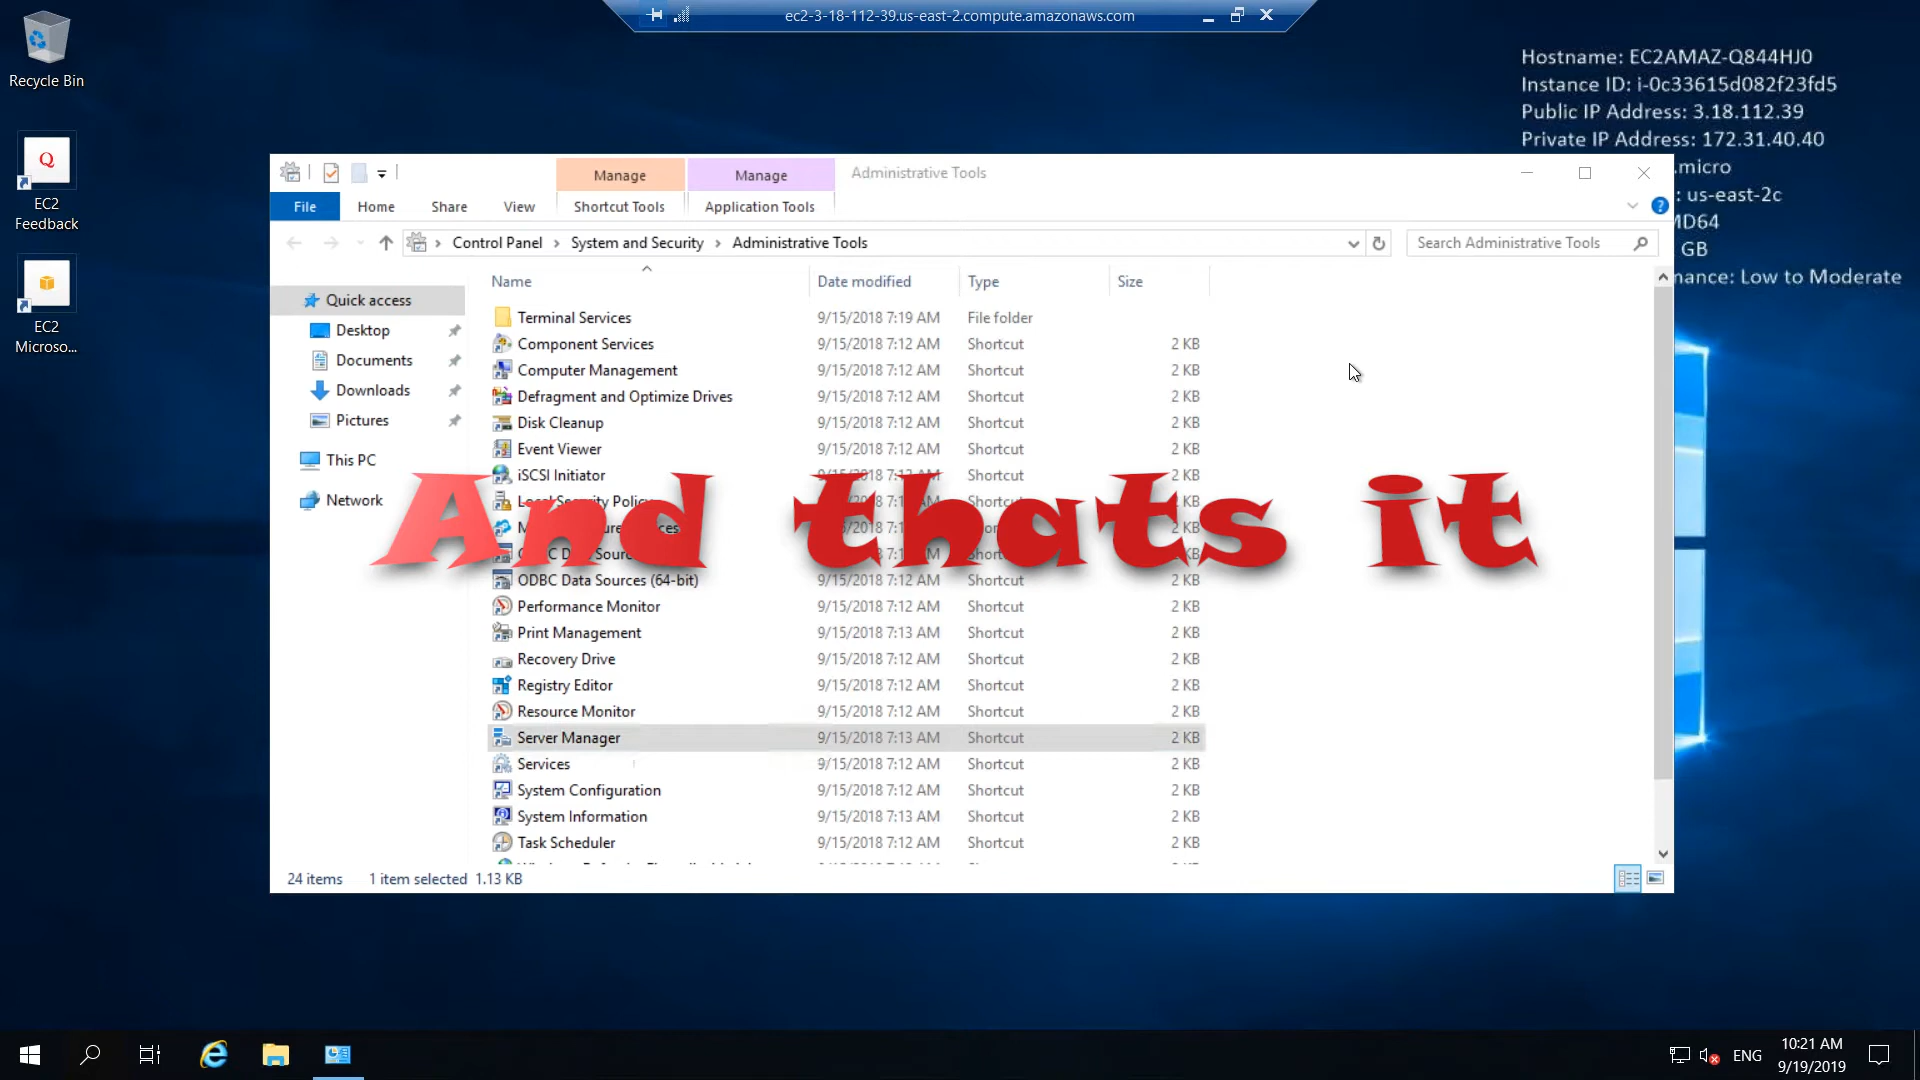 ec2-3-18-112-39.us-east-2.compute.amazonaws.com
Recycle Bin
EC2
Feedback
EC2
Microso...
Hostname: EC2AMAZ-Q844HJ0
Instance ID: i-0c33615d082f23fd5
Public IP Address: 3.18.112.39
Private IP Address: 172.31.40.40
.micro
: us-east-2c
MD64
GB
mance: Low to Moderate
Manage
Manage
Administrative Tools
File
Home
Share
View
Shortcut Tools
Application Tools
Control Panel
System and Security
Administrative Tools
Search Administrative Tools
Quick access
Desktop
Documents
Downloads
Pictures
This PC
Network
Name Date modified Type Size
Terminal Services 9/15/2018 7:19 AM File folder
Component Services 9/15/2018 7:12 AM Shortcut 2 KB
Computer Management 9/15/2018 7:12 AM Shortcut 2 KB
Defragment and Optimize Drives 9/15/2018 7:12 AM Shortcut 2 KB
Disk Cleanup 9/15/2018 7:12 AM Shortcut 2 KB
Event Viewer 9/15/2018 7:12 AM Shortcut 2 KB
iSCSI Initiator Shortcut 2 KB
Local Security Policy KB
And thats it
ODBC Data Sources (64-bit) 9/15/2018 7:12 AM Shortcut 2 KB
Performance Monitor 9/15/2018 7:12 AM Shortcut 2 KB
Print Management 9/15/2018 7:13 AM Shortcut 2 KB
Recovery Drive 9/15/2018 7:12 AM Shortcut 2 KB
Registry Editor 9/15/2018 7:12 AM Shortcut 2 KB
Resource Monitor 9/15/2018 7:12 AM Shortcut 2 KB
Server Manager 9/15/2018 7:13 AM Shortcut 2 KB
Services 9/15/2018 7:12 AM Shortcut 2 KB
System Configuration 9/15/2018 7:12 AM Shortcut 2 KB
System Information 9/15/2018 7:13 AM Shortcut 2 KB
Task Scheduler 9/15/2018 7:12 AM Shortcut 2 KB
24 items 1 item selected 1.13 KB
ENG
10:21 AM
9/19/2019